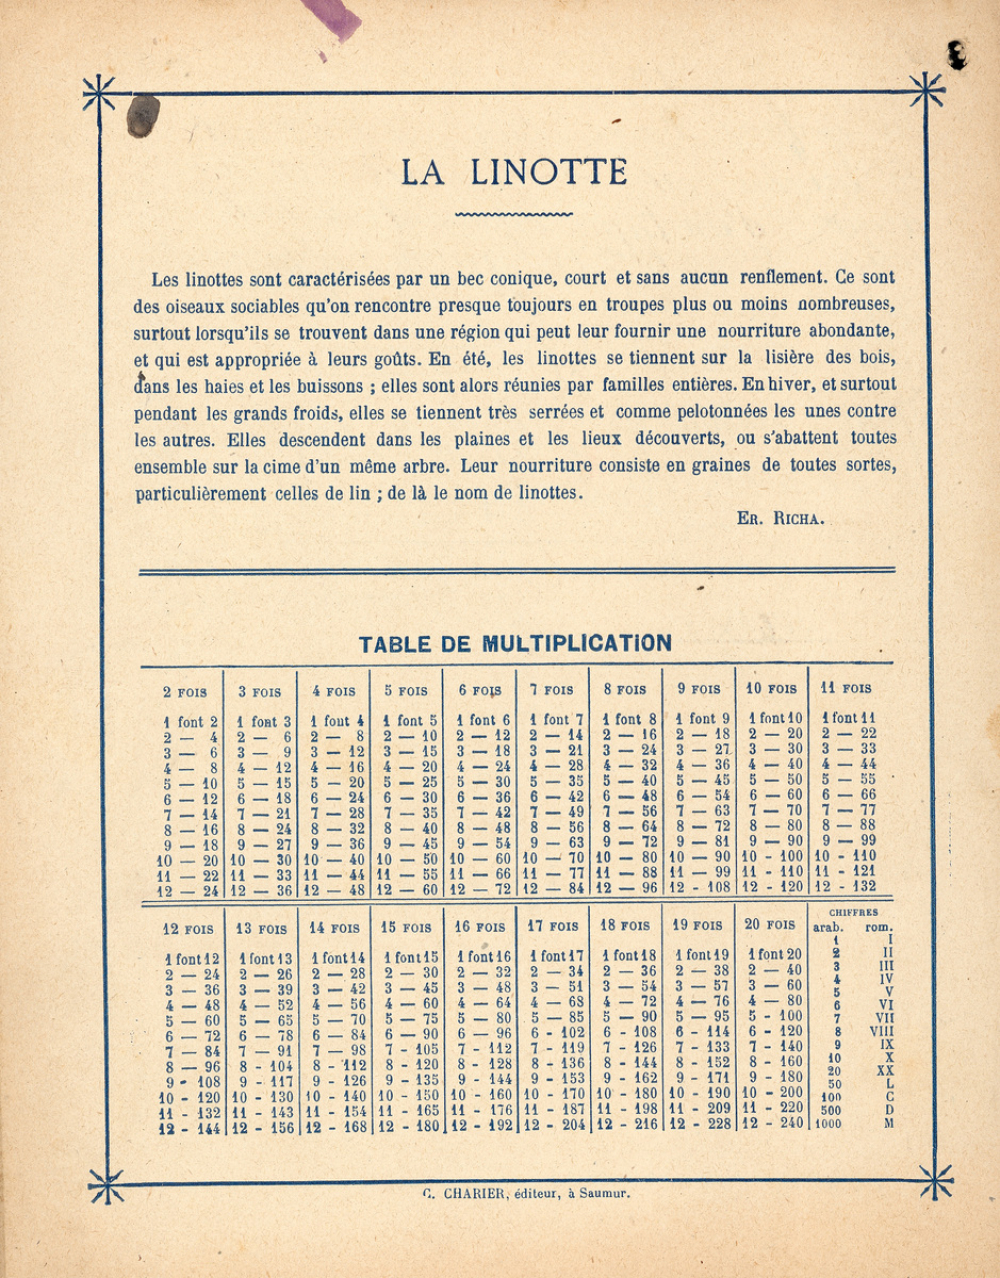 LA LINOTTE
Les linottes sont caractérisées par un bec conique, court et sans aucun renflement. Ce sont
des oiseaux sociables qu'on rencontre presque toujours en troupes plus ou moins nombreuses,
surtout lorsqu'ils se trouvent dans une région qui peut leur fournir une nourriture abondante,
et qui est appropriée à leurs goûts. En été, les linottes se tiennent sur la lisière des bois,
dans les haies et les buissons ; elles sont alors réunies par familles entières. En hiver, et surtout
pendant les grands froids, elles se tiennent très serrées et comme pelotonnées les unes contre
les autres. Elles descendent dans les plaines et les lieux découverts, ou s'abattent toutes
ensemble sur la cime d'un même arbre. Leur nourriture consiste en graines de toutes sortes,
particulièrement celles de lin ; de là le nom de linottes.
ER. RICHA.
TABLE DE MULTIPLICATION
2 FOIS 3 FOIS 4 FOIS 5 FOIS 6 FOIS 7 FOIS 8 FOIS 9 FOIS 10 FOIS 11 FOIS
1 font 2 1 font 3 1 font 4 1 font 5 1 font 6 1 font 7 1 font 8 1 font 9 1 font 10 1 font 11
2 — 4 2 — 6 2 — 8 2 — 10 2 — 12 2 — 14 2 — 16 2 — 18 2 — 20 2 — 22
3 — 6 3 — 9 3 — 12 3 — 15 3 — 18 3 — 21 3 — 24 3 — 27 3 — 30 3 — 33
4 — 8 4 — 12 4 — 16 4 — 20 4 — 24 4 — 28 4 — 32 4 — 36 4 — 40 4 — 44
5 — 10 5 — 15 5 — 20 5 — 25 5 — 30 5 — 35 5 — 40 5 — 45 5 — 50 5 — 55
6 — 12 6 — 18 6 — 24 6 — 30 6 — 36 6 — 42 6 — 48 6 — 54 6 — 60 6 — 66
7 — 14 7 — 21 7 — 28 7 — 35 7 — 42 7 — 49 7 — 56 7 — 63 7 — 70 7 — 77
8 — 16 8 — 24 8 — 32 8 — 40 8 — 48 8 — 56 8 — 64 8 — 72 8 — 80 8 — 88
9 — 18 9 — 27 9 — 36 9 — 45 9 — 54 9 — 63 9 — 72 9 — 81 9 — 90 9 — 99
10 — 20 10 — 30 10 — 40 10 — 50 10 — 60 10 — 70 10 — 80 10 — 90 10 - 100 10 - 110
11 — 22 11 — 33 11 — 44 11 — 55 11 — 66 11 — 77 11 — 88 11 — 99 11 - 110 11 - 121
12 — 24 12 — 36 12 — 48 12 — 60 12 — 72 12 — 84 12 — 96 12 - 108 12 - 120 12 - 132
12 FOIS 13 FOIS 14 FOIS 15 FOIS 16 FOIS 17 FOIS 18 FOIS 19 FOIS 20 FOIS
1 font 12 1 font 13 1 font 14 1 font 15 1 font 16 1 font 17 1 font 18 1 font 19 1 font 20
2 — 24 2 — 26 2 — 28 2 — 30 2 — 32 2 — 34 2 — 36 2 — 38 2 — 40
3 — 36 3 — 39 3 — 42 3 — 45 3 — 48 3 — 51 3 — 54 3 — 57 3 — 60
4 — 48 4 — 52 4 — 56 4 — 60 4 — 64 4 — 68 4 — 72 4 — 76 4 — 80
5 — 60 5 — 65 5 — 70 5 — 75 5 — 80 5 — 85 5 — 90 5 — 95 5 - 100
6 — 72 6 — 78 6 — 84 6 — 90 6 — 96 6 - 102 6 - 108 6 - 114 6 - 120
7 — 84 7 — 91 7 — 98 7 - 105 7 - 112 7 - 119 7 - 126 7 - 133 7 - 140
8 — 96 8 - 104 8 - 112 8 - 120 8 - 128 8 - 136 8 - 144 8 - 152 8 - 160
9 - 108 9 - 117 9 - 126 9 - 135 9 - 144 9 - 153 9 - 162 9 - 171 9 - 180
10 - 120 10 - 130 10 - 140 10 - 150 10 - 160 10 - 170 10 - 180 10 - 190 10 - 200
11 - 132 11 - 143 11 - 154 11 - 165 11 - 176 11 - 187 11 - 198 11 - 209 11 - 220
12 - 144 12 - 156 12 - 168 12 - 180 12 - 192 12 - 204 12 - 216 12 - 228 12 - 240
CHIFFRES
arab. rom.
1 I
2 II
3 III
4 IV
5 V
6 VI
7 VII
8 VIII
9 IX
10 X
20 XX
50 L
100 C
500 D
1000 M
C. CHARIER, éditeur, à Saumur.